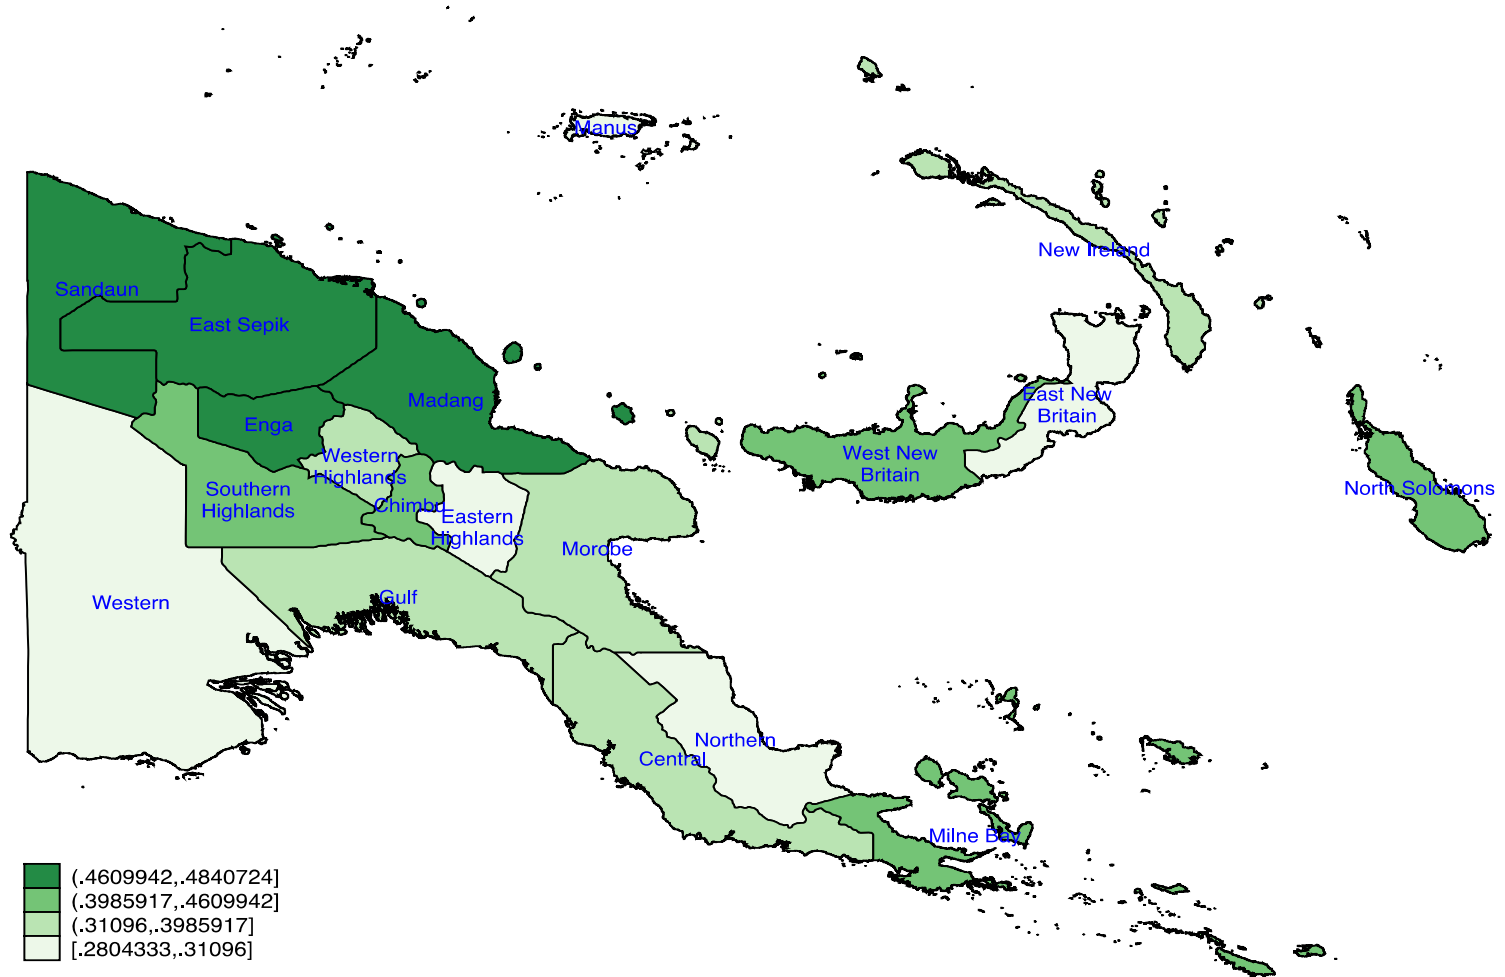 Manus
New Ireland
Sandaun
East Sepik
Madang
East New
Britain
Enga
West New
Britain
Western
Highlands
Southern
Highlands
Chimbu
Eastern
Highlands
North Solomons
Morobe
Gulf
Western
Northern
Central
Milne Bay
(.4609942,.4840724]
(.3985917,.4609942]
(.31096,.3985917]
[.2804333,.31096]